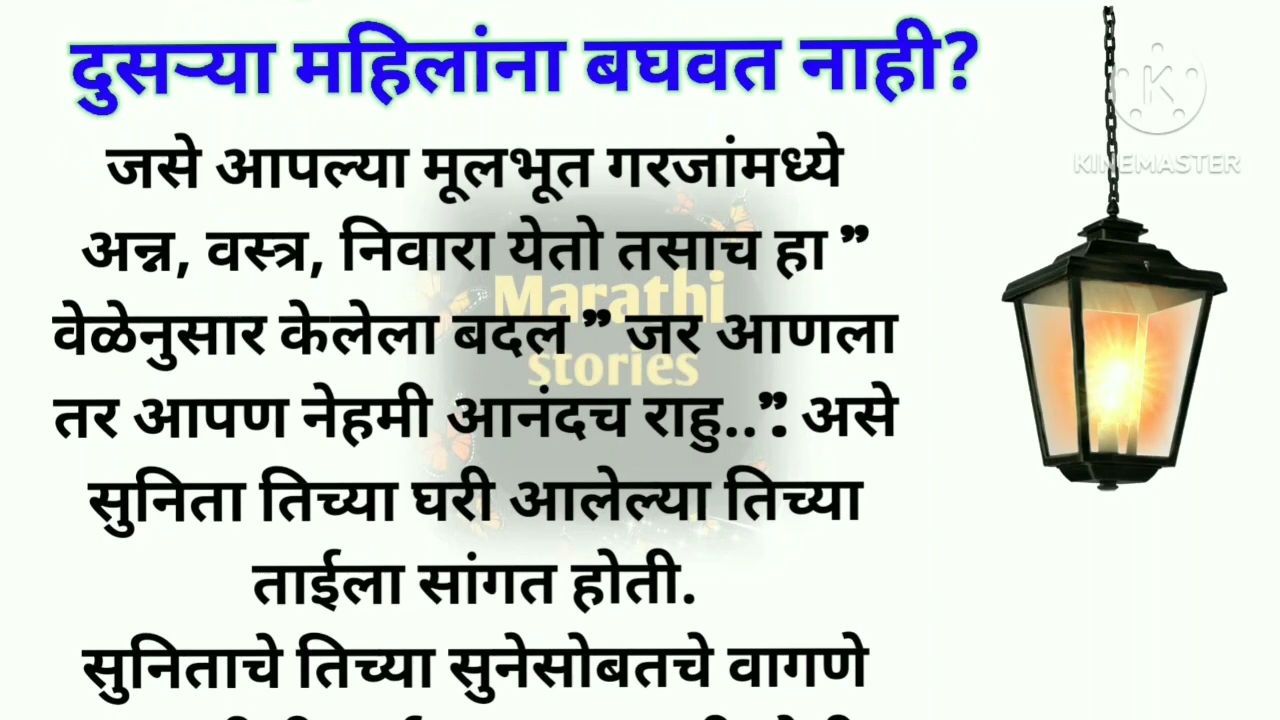 दुसऱ्या महिलांना बघवत नाही?
जसे आपल्या मूलभूत गरजांमध्ये
अन्न, वस्त्र, निवारा येतो तसाच हा ”
वेळेनुसार केलेला बदल ” जर आणला
तर आपण नेहमी आनंदच राहु..”. असे
सुनिता तिच्या घरी आलेल्या तिच्या
ताईला सांगत होती.
सुनिताचे तिच्या सुनेसोबतचे वागणे
Marathi
stories
K
KINEMASTER